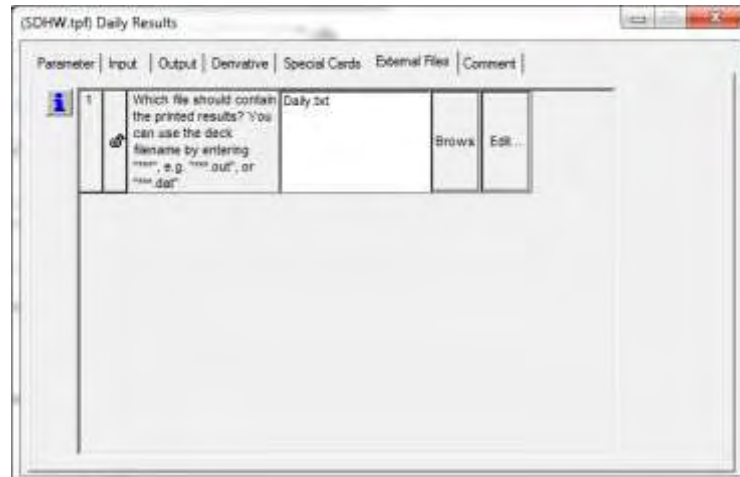 (SDHW.tpf) Daily Results
Parameter | Input | Output | Derivative | Special Cards External Files | Comment |
i 1 Which file should contain Daily.txt
the printed results? You
can use the deck Brows Edit...
filename by entering
"***", e.g. "***.out", or
"***.dat"